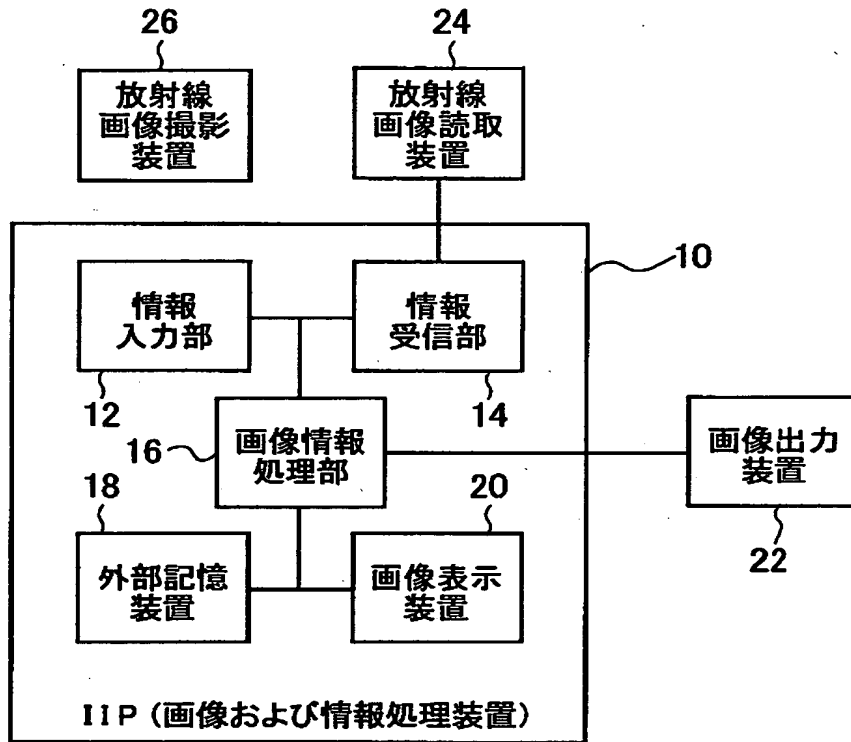 26
放射線
画像撮影
装置
24
放射線
画像読取
装置
10
情報
入力部
12
情報
受信部
14
16
画像情報
処理部
画像出力
装置
22
18
外部記憶
装置
20
画像表示
装置
IIP(画像および情報処理装置)